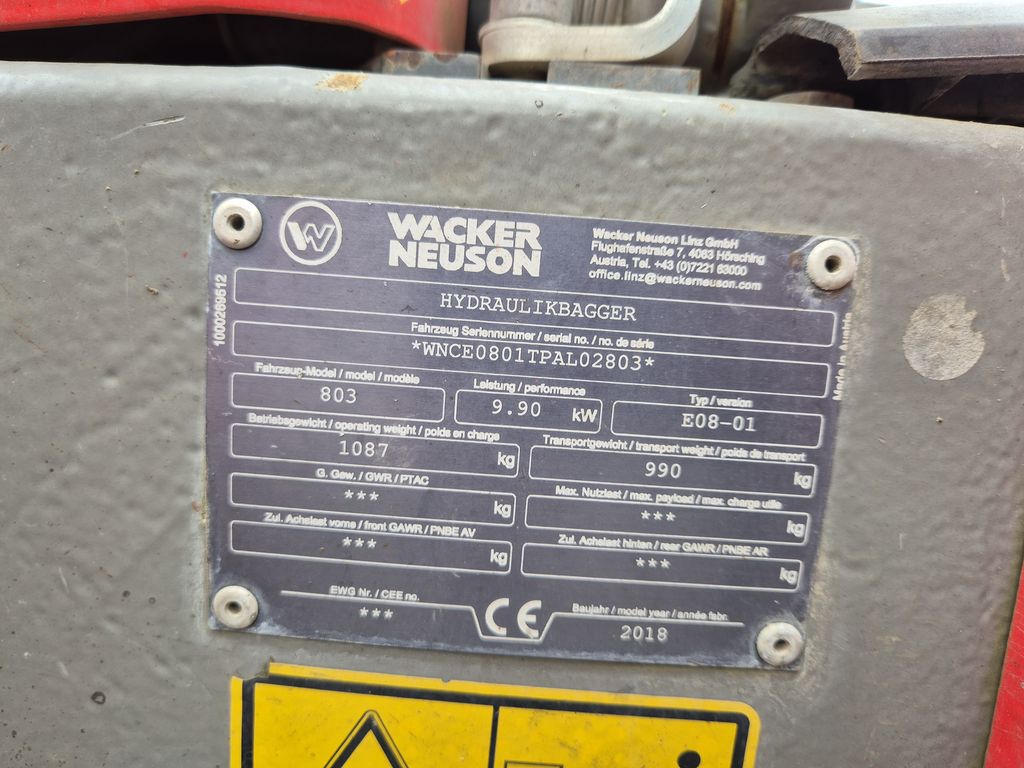 WACKER
NEUSON
Wacker Neuson Linz GmbH
Flughafenstraße 7, 4063 Hörsching
Austria, Tel. +43 (0)7221 63000
office.linz@wackerneuson.com
1000269612
HYDRAULIKBAGGER
Fahrzeug Seriennummer / serial no. / no. de série
*WNCE0801TPAL02803*
Made in Austria
Fahrzeug-Model / model / modèle
803
Leistung / performance
9.90 kW
Typ / version
E08-01
Betriebsgewicht / operating weight / poids en charge
1087 kg
Transportgewicht / transport weight / poids de transport
990 kg
G. Gew. / GWR / PTAC
*** kg
Max. Nutzlast / max. payload / max. charge utile
*** kg
Zul. Achslast vorne / front GAWR / PNBE AV
*** kg
Zul. Achslast hinten / rear GAWR / PNBE AR
*** kg
EWG Nr. / CEE no.
***
CE
Baujahr / model year / année fabr.
2018